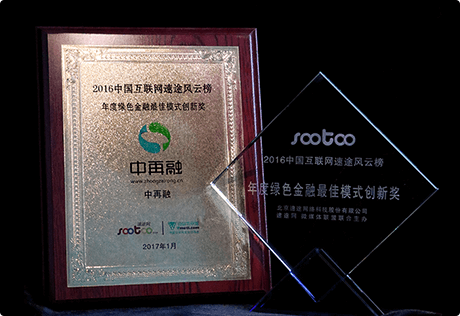 2016中国互联网速途风云榜
年度绿色金融最佳模式创新奖
中再融
www.zhongzairong.cn
中再融
速途网
sootoo
2017年1月
sootoo
2016中国互联网速途风云榜
年度绿色金融最佳模式创新奖
北京速途网络科技股份有限公司
速途网 自媒体联盟联合主办